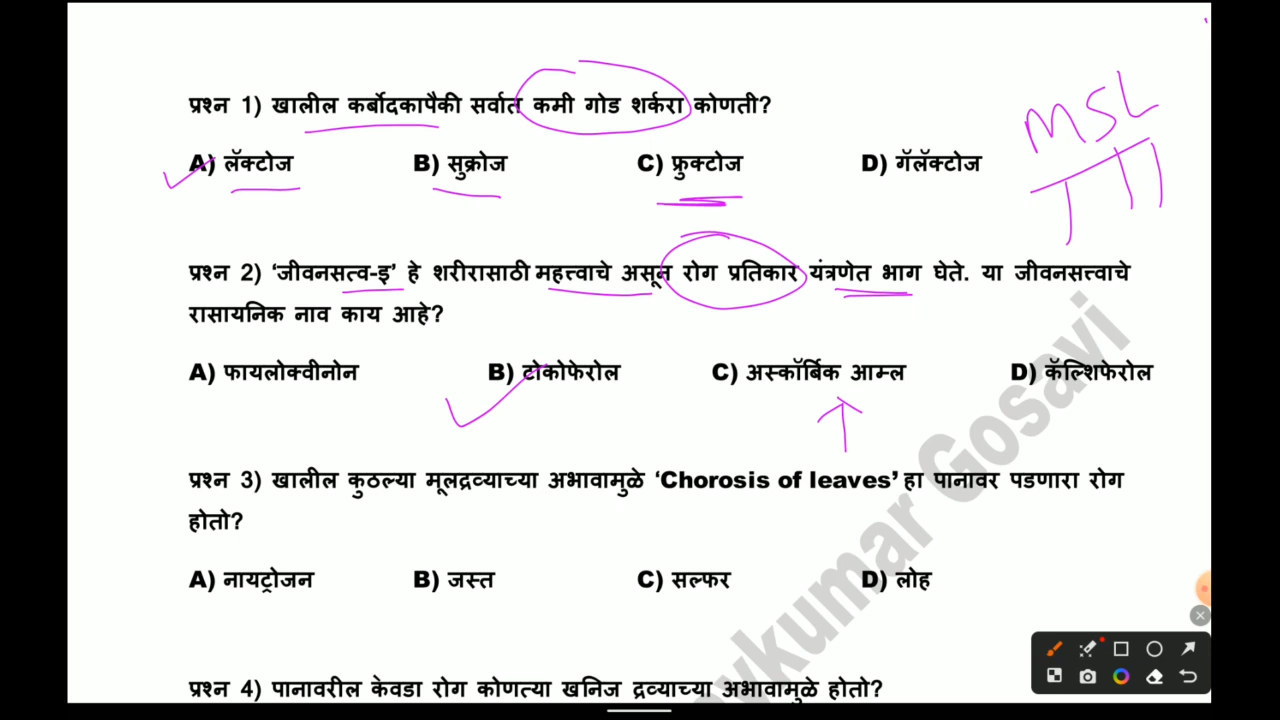 प्रश्न 1) खालील कर्बोदकापैकी सर्वात कमी गोड शर्करा कोणती?
A) लॅक्टोज B) सुक्रोज C) फ्रुक्टोज D) गॅलॅक्टोज
MSL
प्रश्न 2) ‘जीवनसत्व-इ’ हे शरीरासाठी महत्त्वाचे असून रोग प्रतिकार यंत्रणेत भाग घेते. या जीवनसत्त्वाचे
रासायनिक नाव काय आहे?
A) फायलोक्वीनोन B) टोकोफेरोल C) अस्कॉर्बिक आम्ल D) कॅल्शिफेरोल
प्रश्न 3) खालील कुठल्या मूलद्रव्याच्या अभावामुळे ‘Chorosis of leaves’ हा पानावर पडणारा रोग
होतो?
A) नायट्रोजन B) जस्त C) सल्फर D) लोह
प्रश्न 4) पानावरील केवडा रोग कोणत्या खनिज द्रव्याच्या अभावामुळे होतो?
vkumar Gosavi